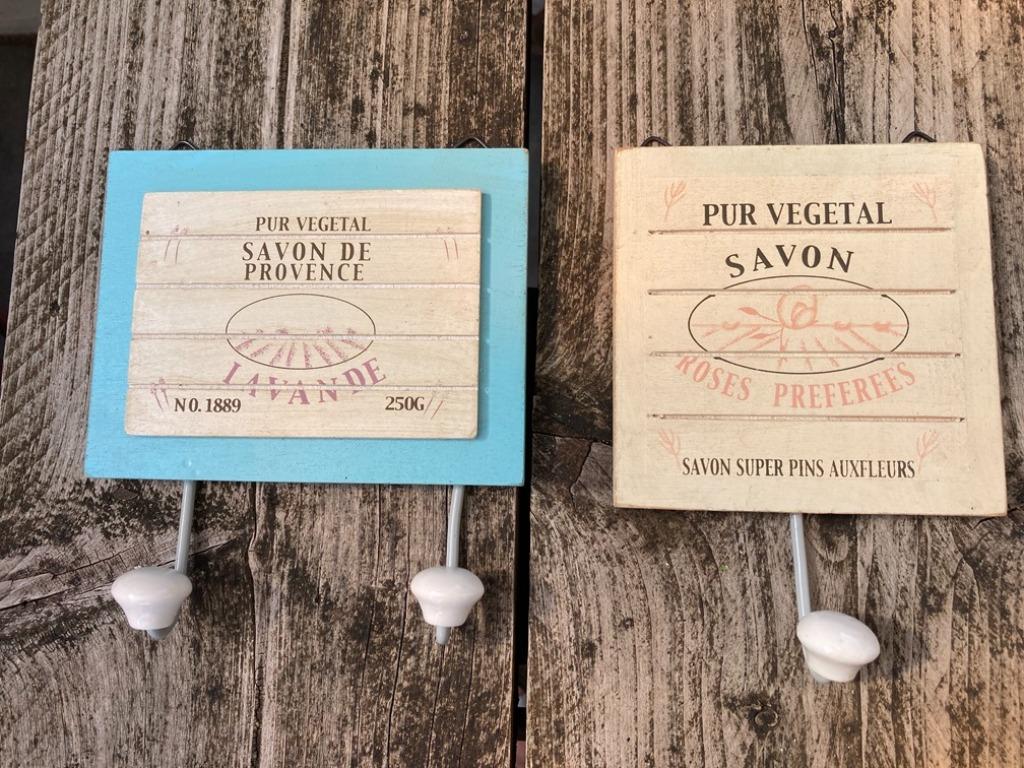 PUR VEGETAL
SAVON DE
PROVENCE
LAVANDE
NO. 1889
250G
PUR VEGETAL
SAVON
ROSES PREFEREES
SAVON SUPER PINS AUXFLEURS